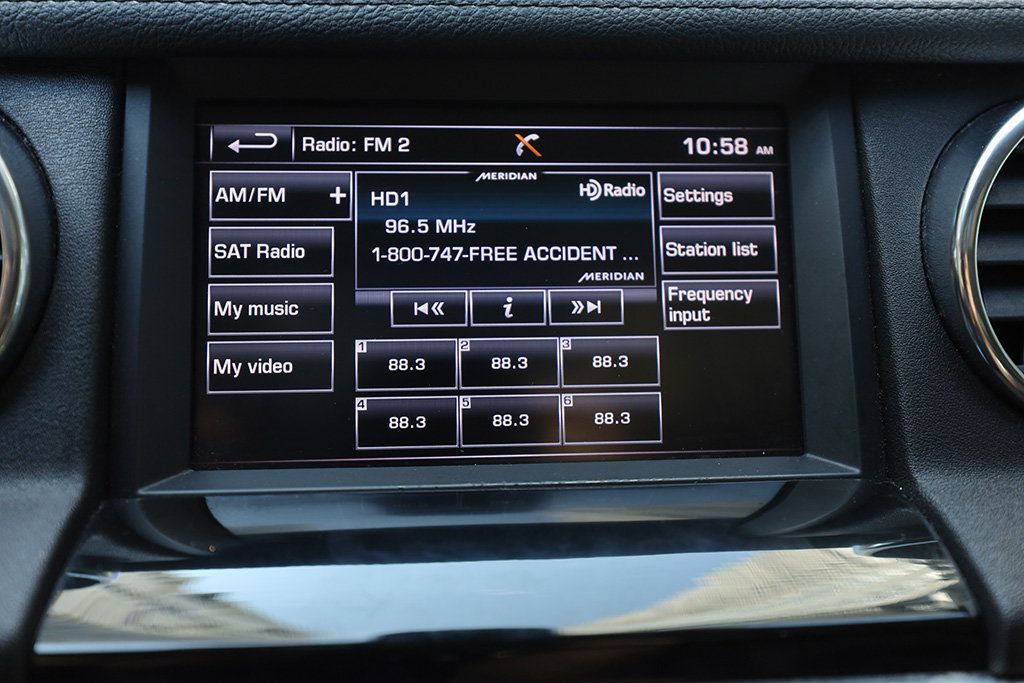 Radio: FM 2
10:58 AM
AM/FM +
SAT Radio
My music
My video
MERIDIAN
HD Radio
HD1
96.5 MHz
1-800-747-FREE ACCIDENT ...
MERIDIAN
i
Settings
Station list
Frequency
input
1 88.3
2 88.3
3 88.3
4 88.3
5 88.3
6 88.3